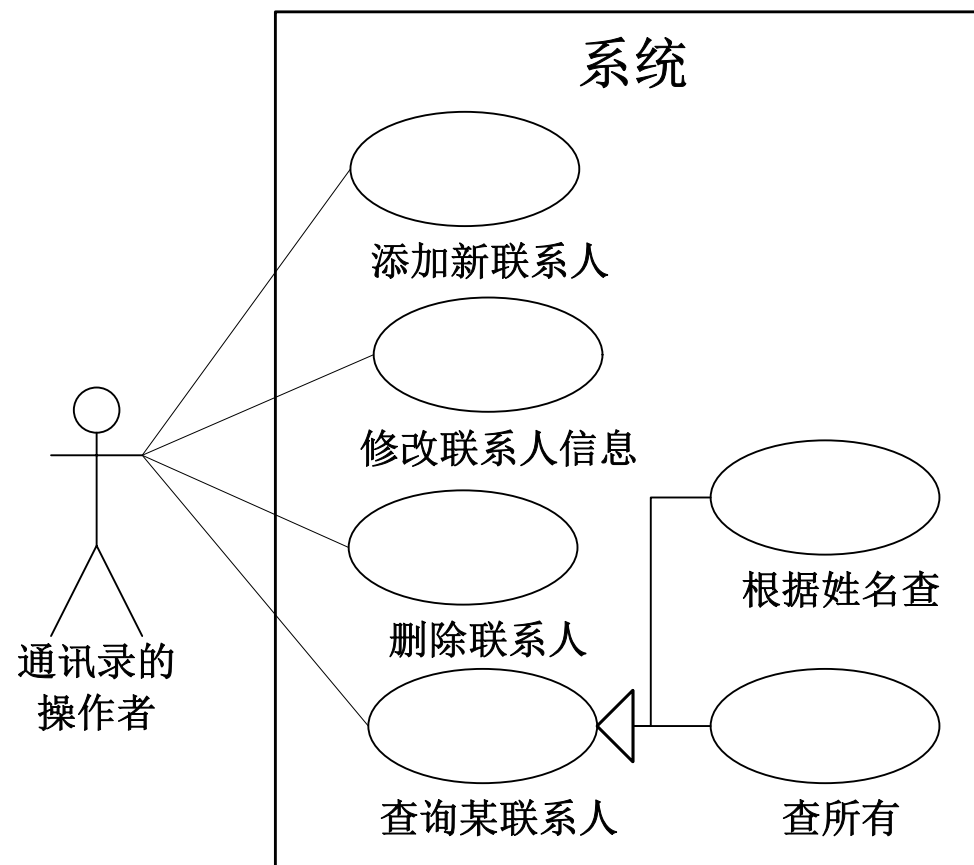 系统
添加新联系人
修改联系人信息
根据姓名查
删除联系人
通讯录的
操作者
查询某联系人
查所有